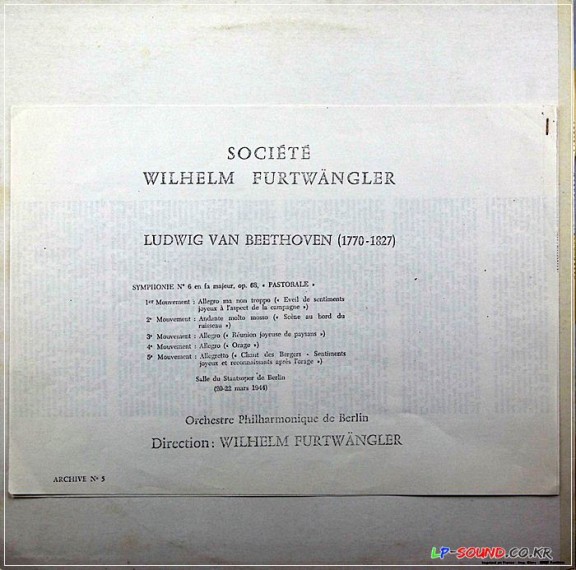 SOCIÉTÉ
WILHELM FURTWÄNGLER
LUDWIG VAN BEETHOVEN (1770-1827)
SYMPHONIE N° 6 en fa majeur, op. 68, « PASTORALE »
1er Mouvement : Allegro ma non troppo (« Eveil de sentiments
joyeux à l'aspect de la campagne »)
2e Mouvement : Andante molto mosso (« Scène au bord du
ruisseau »)
3e Mouvement : Allegro (« Réunion joyeuse de paysans »)
4e Mouvement : Allegro (« Orage »)
5e Mouvement : Allegretto (« Chant des Bergers - Sentiments
joyeux et reconnaissants après l'orage »)
Salle du Staatsoper de Berlin
(20-22 mars 1944)
Orchestre Philharmonique de Berlin
Direction: WILHELM FURTWÄNGLER
ARCHIVE N° 5
LP-SOUND.CO.KR